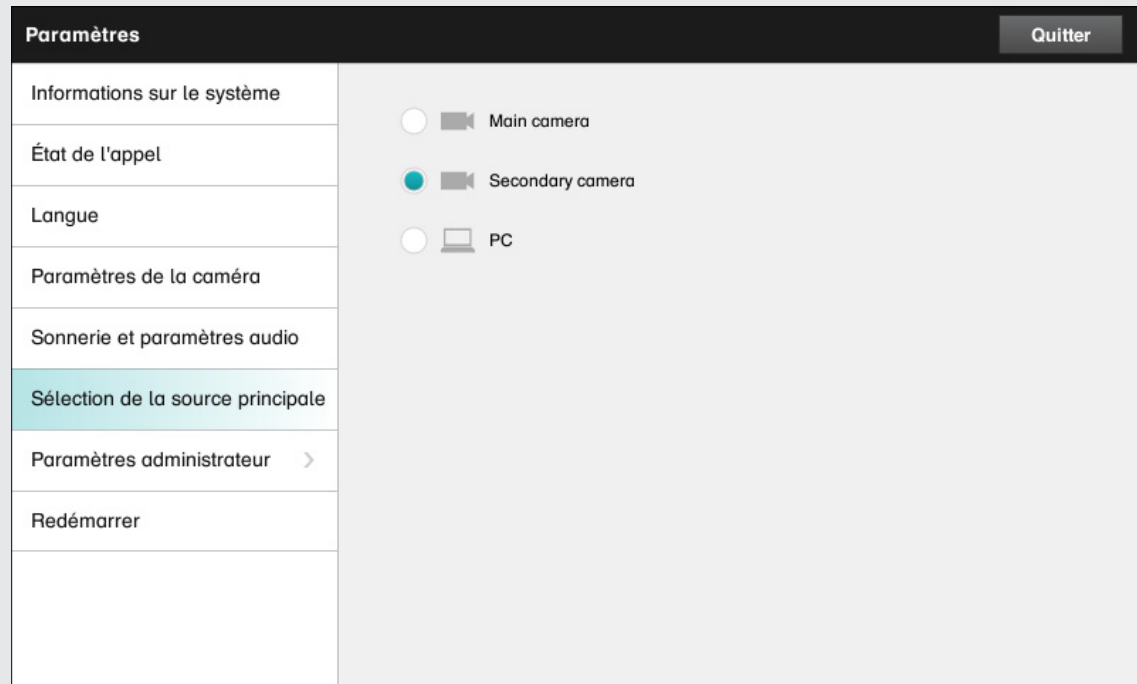 Paramètres
Quitter
Informations sur le système
État de l'appel
Langue
Paramètres de la caméra
Sonnerie et paramètres audio
Sélection de la source principale
Paramètres administrateur
Redémarrer
Main camera
Secondary camera
PC